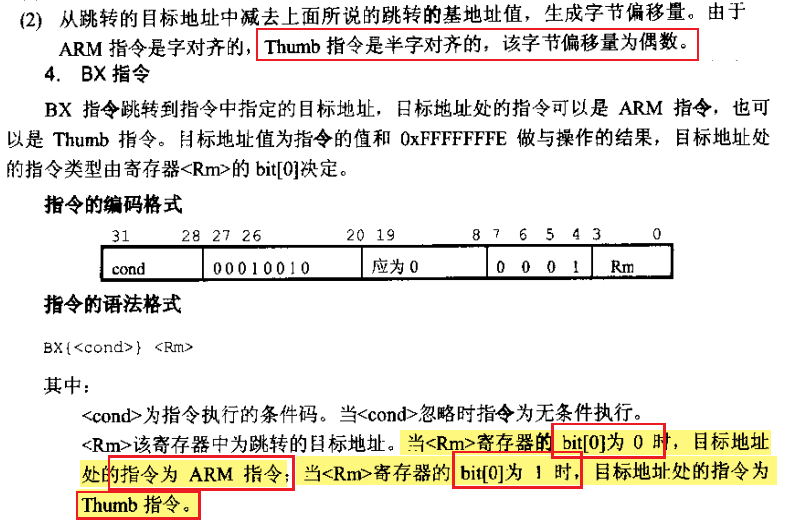 (2) 从跳转的目标地址中减去上面所说的跳转的基地址值，生成字节偏移量。由于
ARM 指令是字对齐的，Thumb 指令是半字对齐的，该字节偏移量为偶数。
4. BX 指令
BX 指令跳转到指令中指定的目标地址，目标地址处的指令可以是 ARM 指令，也可
以是 Thumb 指令。目标地址值为指令的值和 0xFFFFFFFE 做与操作的结果，目标地址处
的指令类型由寄存器<Rm>的 bit[0]决定。
指令的编码格式
31 28 27 26 20 19 8 7 6 5 4 3 0
cond 00010010 应为 0 0 0 0 1 Rm
指令的语法格式
BX{<cond>} <Rm>
其中：
<cond>为指令执行的条件码。当<cond>忽略时指令为无条件执行。
<Rm>该寄存器中为跳转的目标地址。当<Rm>寄存器的 bit[0]为 0 时，目标地址
处的指令为 ARM 指令；当<Rm>寄存器的 bit[0]为 1 时，目标地址处的指令为
Thumb 指令。